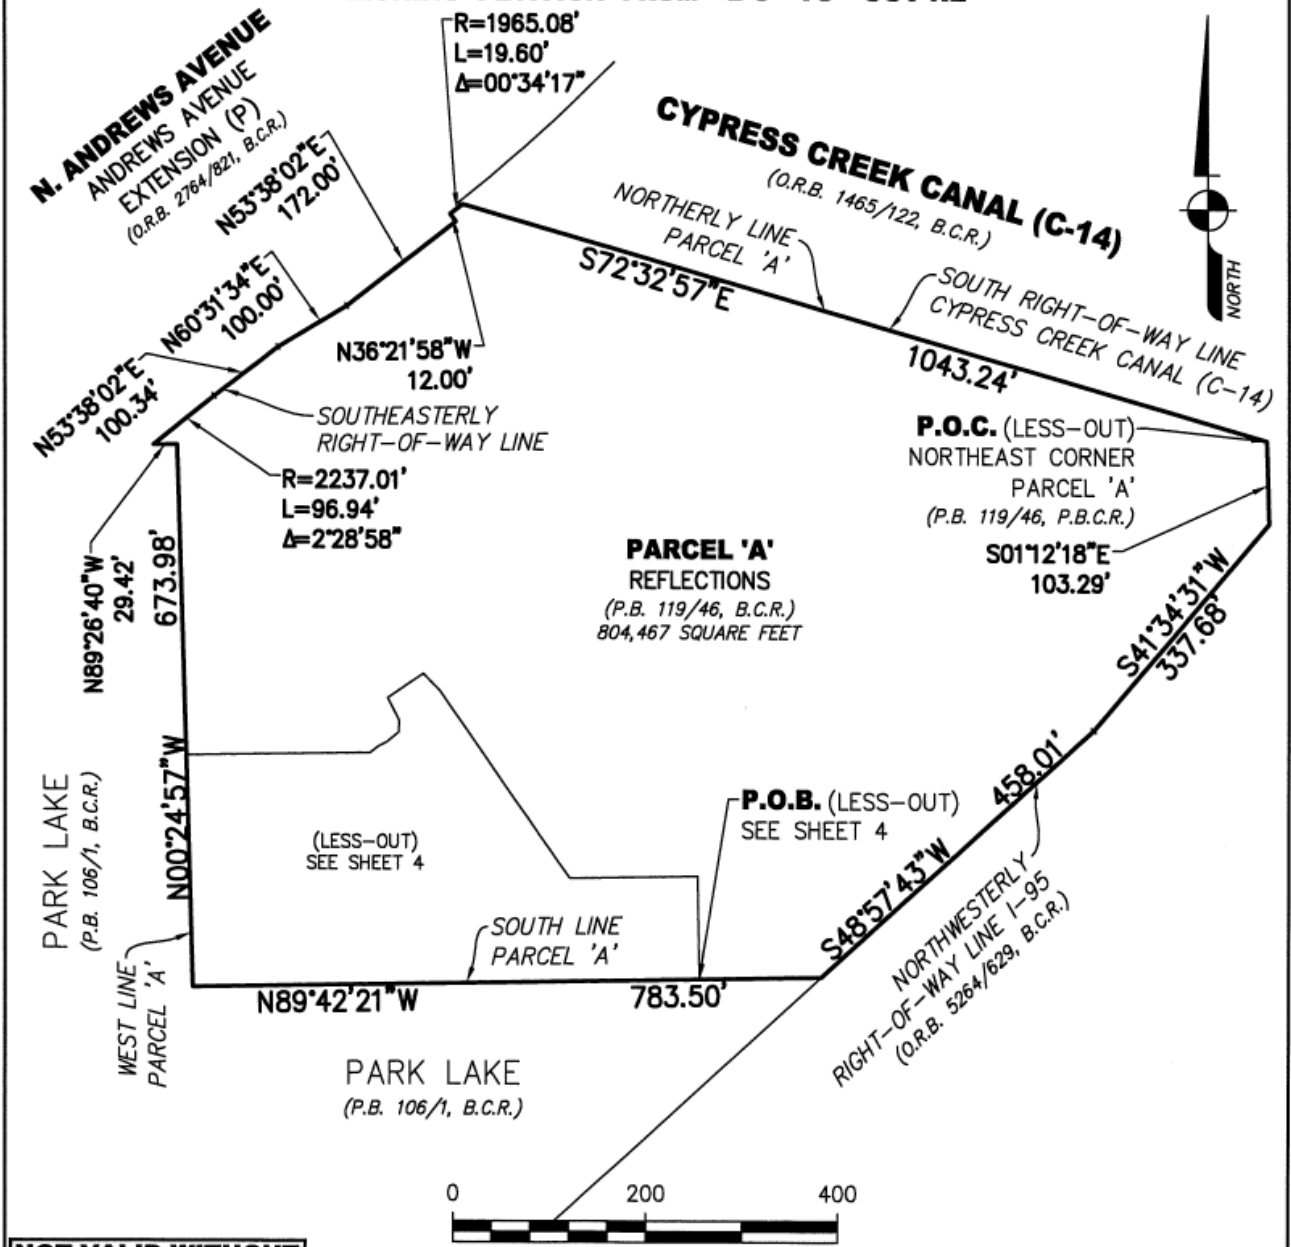 R=1965.08'
L=19.60'
Δ=00°34'17"
N. ANDREWS AVENUE
ANDREWS AVENUE
EXTENSION (P)
(O.R.B. 2764/821, B.C.R.)
N53°38'02"E
172.00'
CYPRESS CREEK CANAL (C-14)
(O.R.B. 1465/122, B.C.R.)
NORTHERLY LINE
PARCEL 'A'
S72°32'57"E
1043.24'
SOUTH RIGHT-OF-WAY LINE
CYPRESS CREEK CANAL (C-14)
NORTH
N60°31'34"E
100.00'
N36°21'58"W
12.00'
N53°38'02"E
100.34'
SOUTHEASTERLY
RIGHT-OF-WAY LINE
R=2237.01'
L=96.94'
Δ=2°28'58"
P.O.C. (LESS-OUT)
NORTHEAST CORNER
PARCEL 'A'
(P.B. 119/46, P.B.C.R.)
S01°12'18"E
103.29'
N89°26'40"W
29.42'
673.98'
N00°24'57"W
PARCEL 'A'
REFLECTIONS
(P.B. 119/46, B.C.R.)
804,467 SQUARE FEET
S41°34'31"W
337.68'
458.01'
S48°57'43"W
P.O.B. (LESS-OUT)
SEE SHEET 4
PARK LAKE
(P.B. 106/1, B.C.R.)
(LESS-OUT)
SEE SHEET 4
NORTHWESTERLY
RIGHT-OF-WAY LINE I-95
(O.R.B. 5264/629, B.C.R.)
WEST LINE
PARCEL 'A'
SOUTH LINE
PARCEL 'A'
N89°42'21"W
783.50'
PARK LAKE
(P.B. 106/1, B.C.R.)
0 200 400
NOT VALID WITHOUT